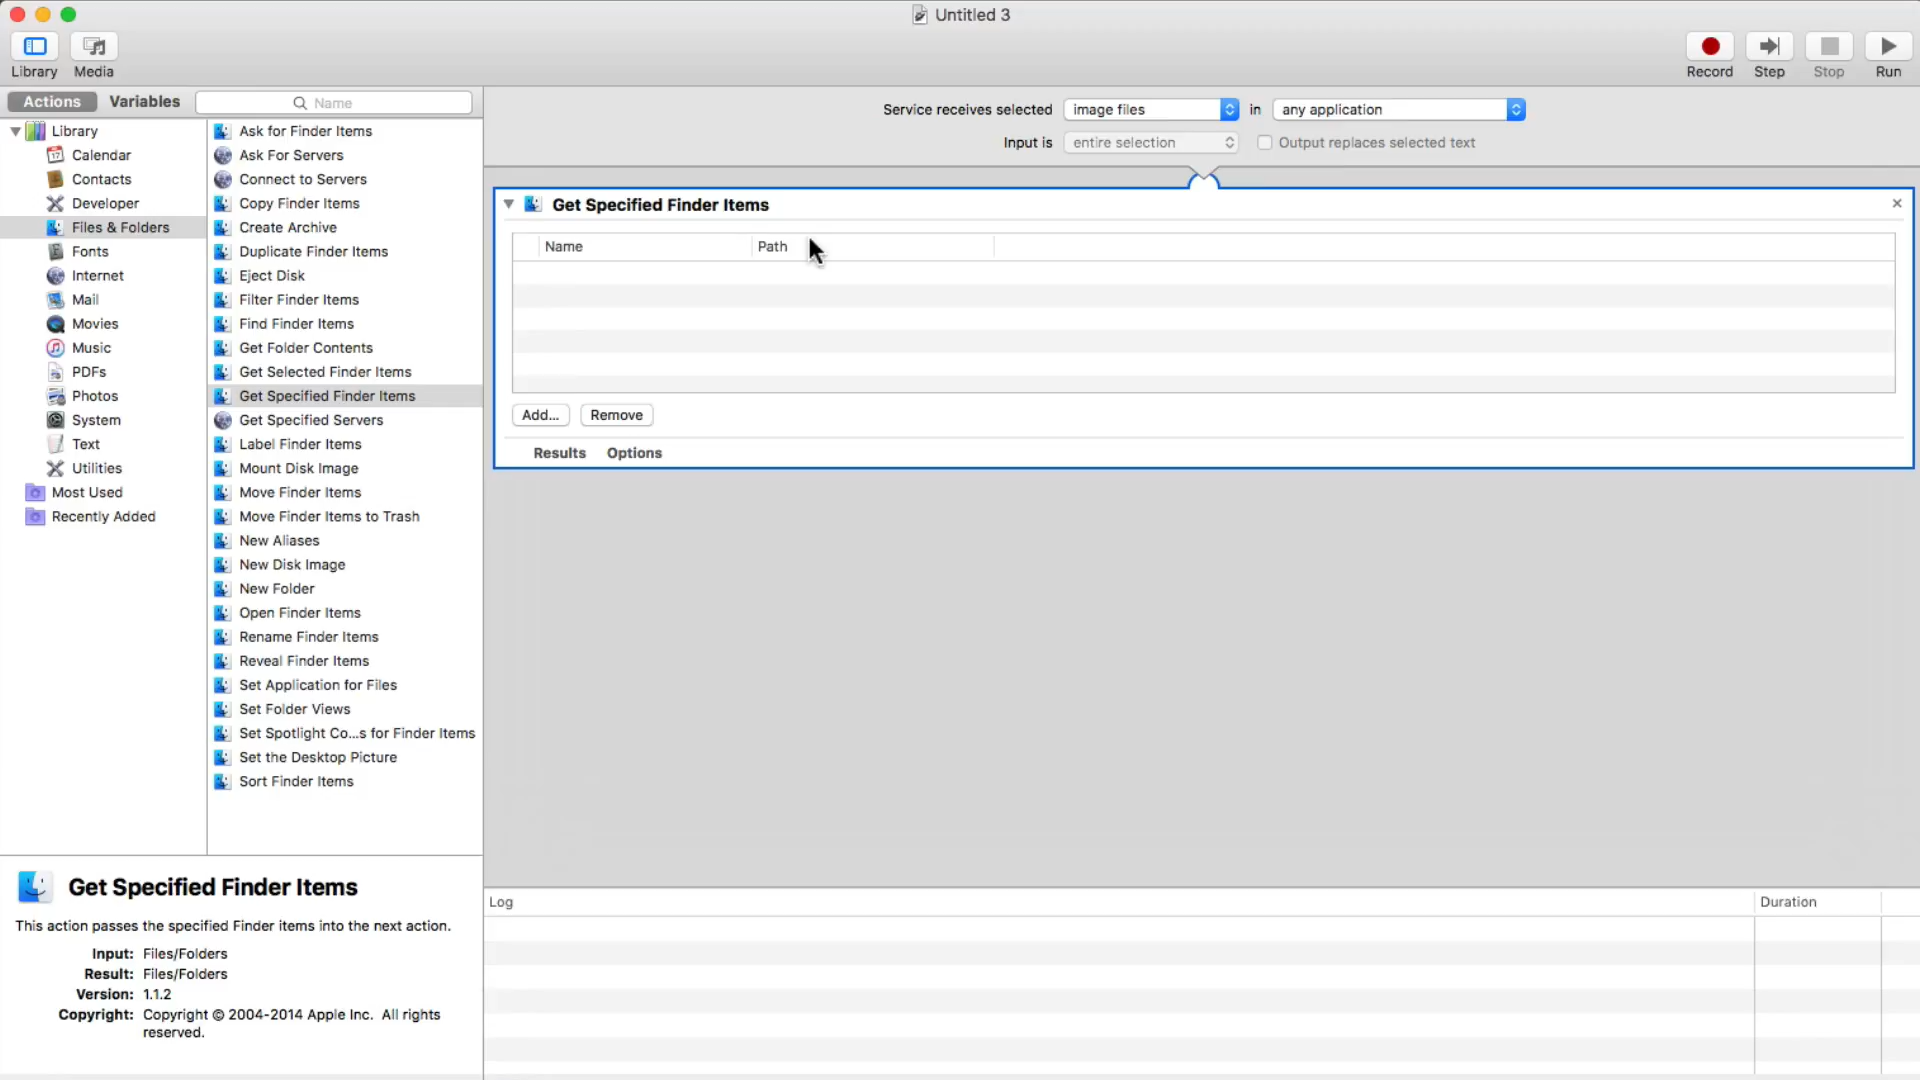 Untitled 3
Library
Media
Record
Step
Stop
Run
Actions
Variables
Name
Service receives selected
image files
in
any application
Input is
entire selection
Output replaces selected text
Library
Calendar
Contacts
Developer
Files & Folders
Fonts
Internet
Mail
Movies
Music
PDFs
Photos
System
Text
Utilities
Most Used
Recently Added
Ask for Finder Items
Ask For Servers
Connect to Servers
Copy Finder Items
Create Archive
Duplicate Finder Items
Eject Disk
Filter Finder Items
Find Finder Items
Get Folder Contents
Get Selected Finder Items
Get Specified Finder Items
Get Specified Servers
Label Finder Items
Mount Disk Image
Move Finder Items
Move Finder Items to Trash
New Aliases
New Disk Image
New Folder
Open Finder Items
Rename Finder Items
Reveal Finder Items
Set Application for Files
Set Folder Views
Set Spotlight Co...s for Finder Items
Set the Desktop Picture
Sort Finder Items
Get Specified Finder Items
Name
Path
Add...
Remove
Results
Options
Get Specified Finder Items
This action passes the specified Finder items into the next action.
Input: Files/Folders
Result: Files/Folders
Version: 1.1.2
Copyright: Copyright © 2004-2014 Apple Inc. All rights
reserved.
Log
Duration